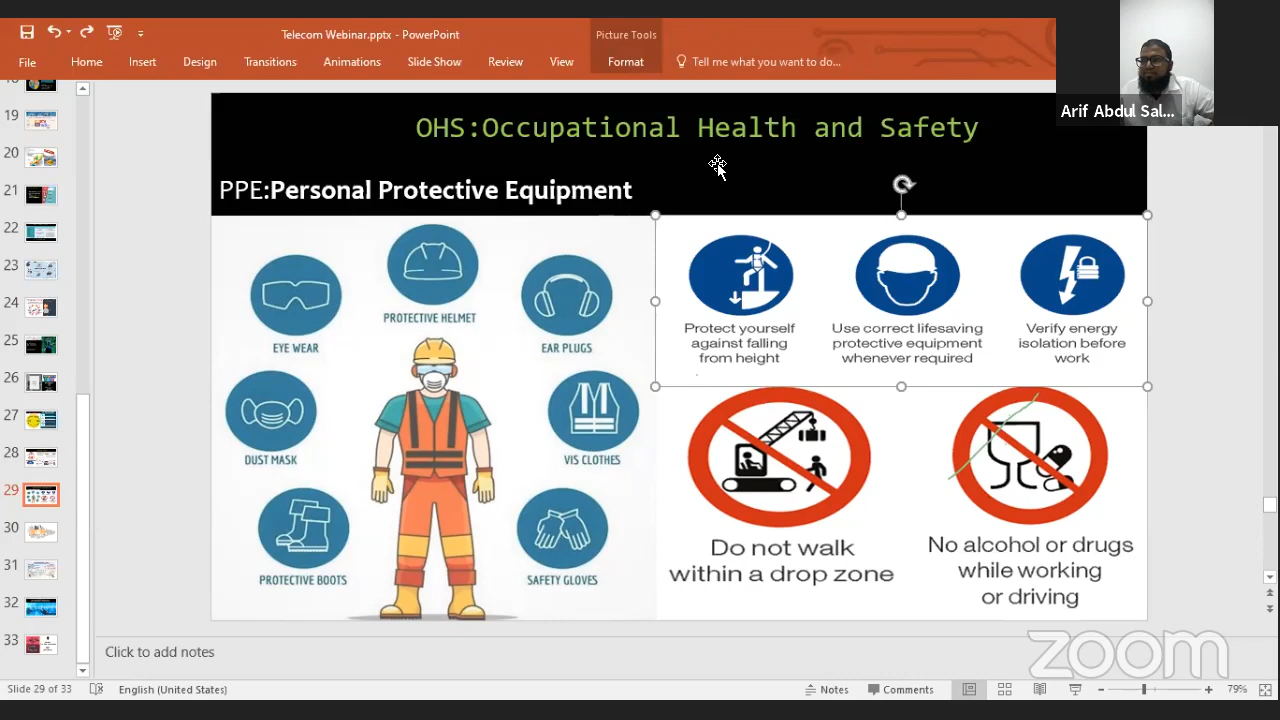 Telecom Webinar.pptx - PowerPoint
Picture Tools
File
Home
Insert
Design
Transitions
Animations
Slide Show
Review
View
Format
Tell me what you want to do...
Arif Abdul Sal...
19
20
21
22
23
24
25
26
27
28
29
30
31
32
33
OHS:Occupational Health and Safety
PPE:Personal Protective Equipment
PROTECTIVE HELMET
EYE WEAR
EAR PLUGS
DUST MASK
VIS CLOTHES
PROTECTIVE BOOTS
SAFETY GLOVES
Protect yourself
against falling
from height
Use correct lifesaving
protective equipment
whenever required
Verify energy
isolation before
work
Do not walk
within a drop zone
No alcohol or drugs
while working
or driving
Click to add notes
zoom
Slide 29 of 33
English (United States)
Notes
Comments
79%